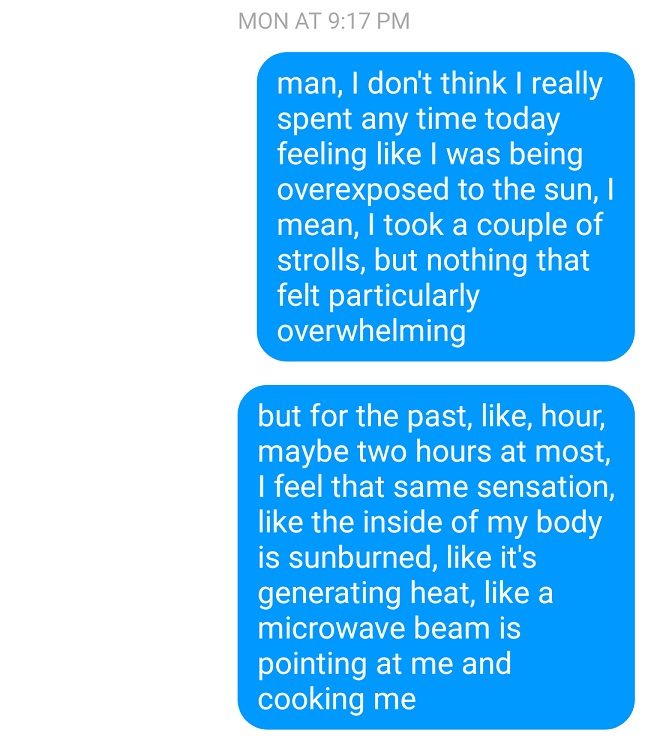 MON AT 9:17 PM
man, I don't think I really
spent any time today
feeling like I was being
overexposed to the sun, I
mean, I took a couple of
strolls, but nothing that
felt particularly
overwhelming
but for the past, like, hour,
maybe two hours at most,
I feel that same sensation,
like the inside of my body
is sunburned, like it's
generating heat, like a
microwave beam is
pointing at me and
cooking me